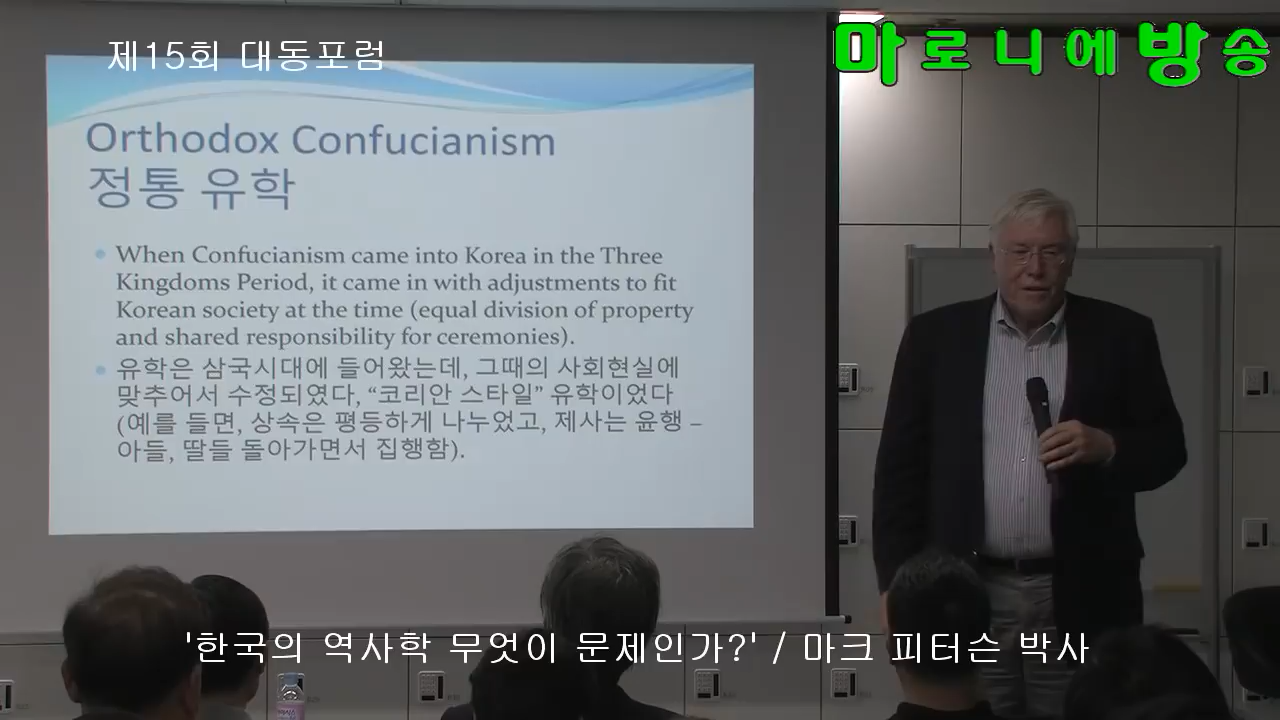 제15회 대동포럼
마로니에방송
Orthodox Confucianism
정통 유학
When Confucianism came into Korea in the Three
Kingdoms Period, it came in with adjustments to fit
Korean society at the time (equal division of property
and shared responsibility for ceremonies).
유학은 삼국시대에 들어왔는데, 그때의 사회현실에
맞추어서 수정되였다, “코리안 스타일” 유학이었다
(예를 들면, 상속은 평등하게 나누었고, 제사는 윤행 –
아들, 딸들 돌아가면서 집행함).
'한국의 역사학 무엇이 문제인가?' / 마크 피터슨 박사